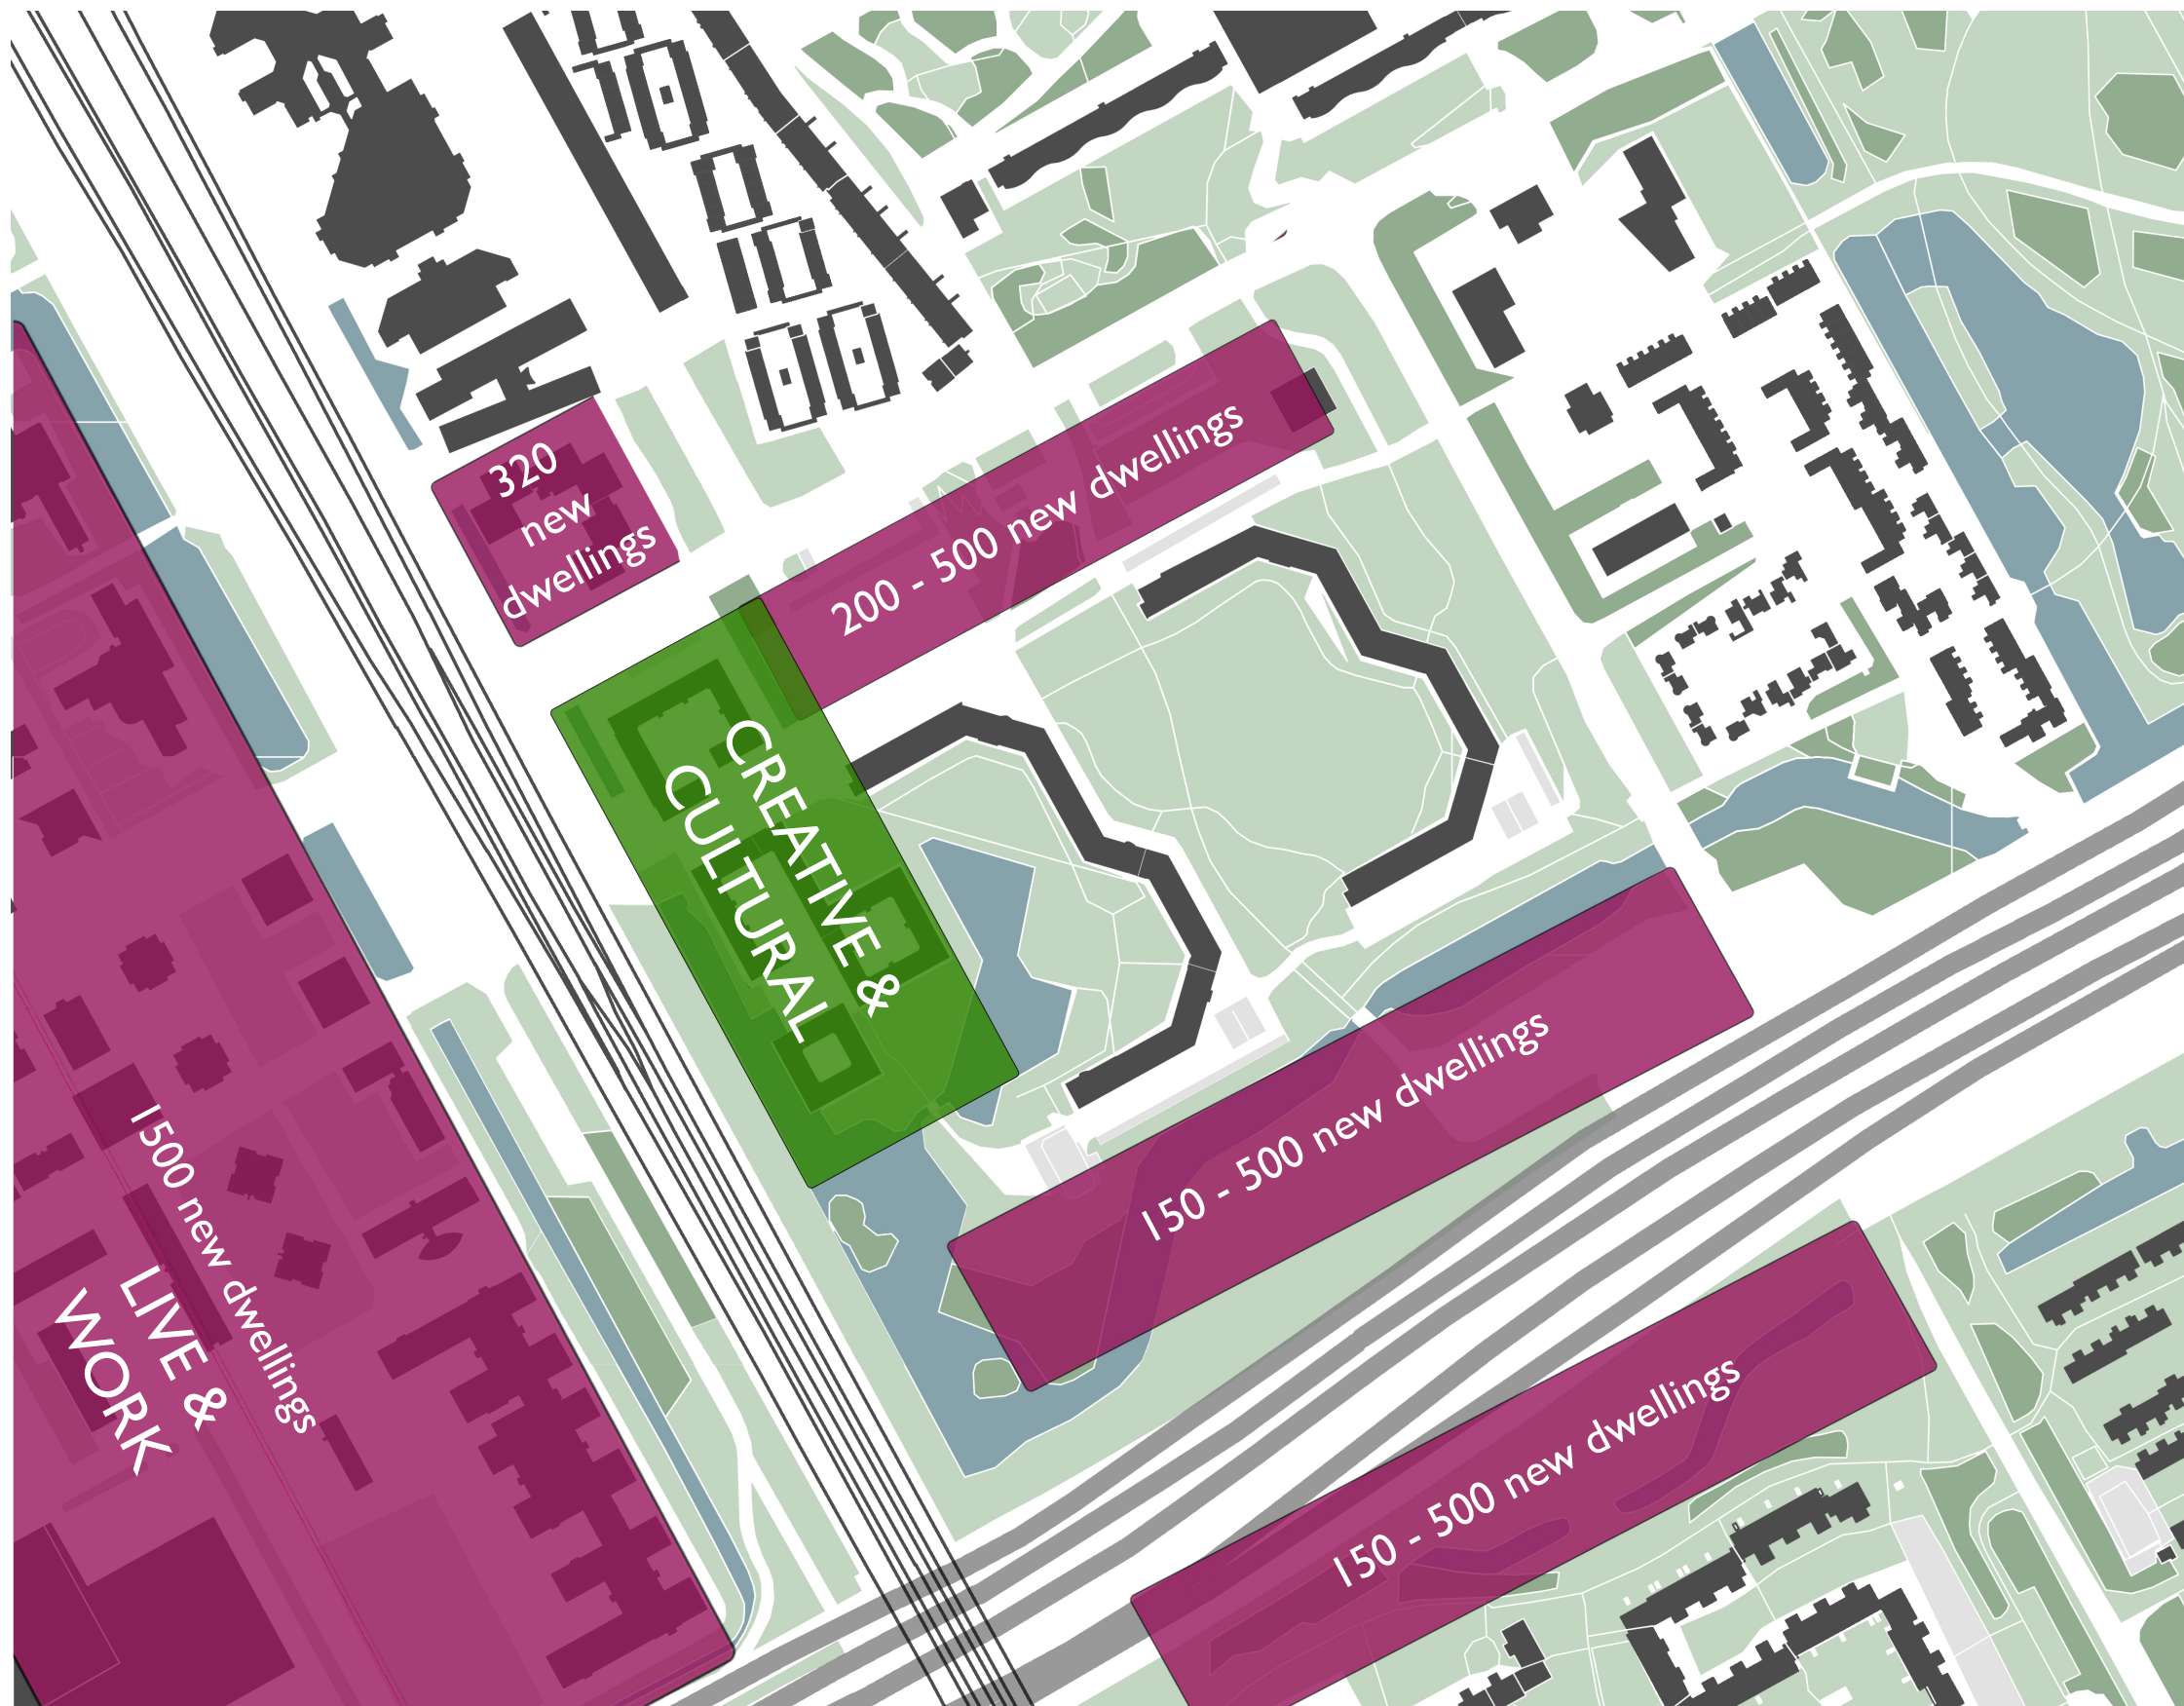 320
new
dwellings
200 - 500 new dwellings
CREATIVE &
CULTURAL
150 - 500 new dwellings
1500 new dwellings
LIVE &
WORK
150 - 500 new dwellings